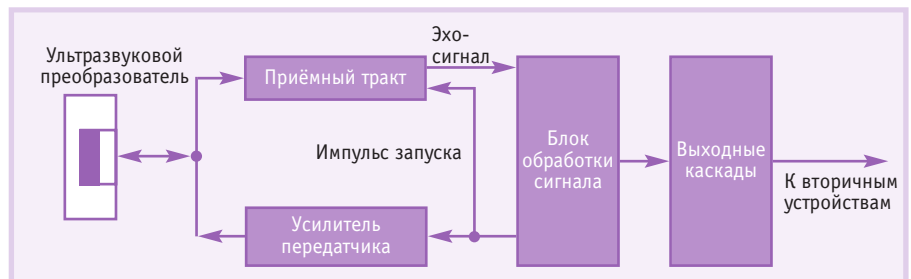 Ультразвуковой
преобразователь
Приёмный тракт
Эхо-
сигнал
Импульс запуска
Усилитель
передатчика
Блок
обработки
сигнала
Выходные
каскады
К вторичным
устройствам